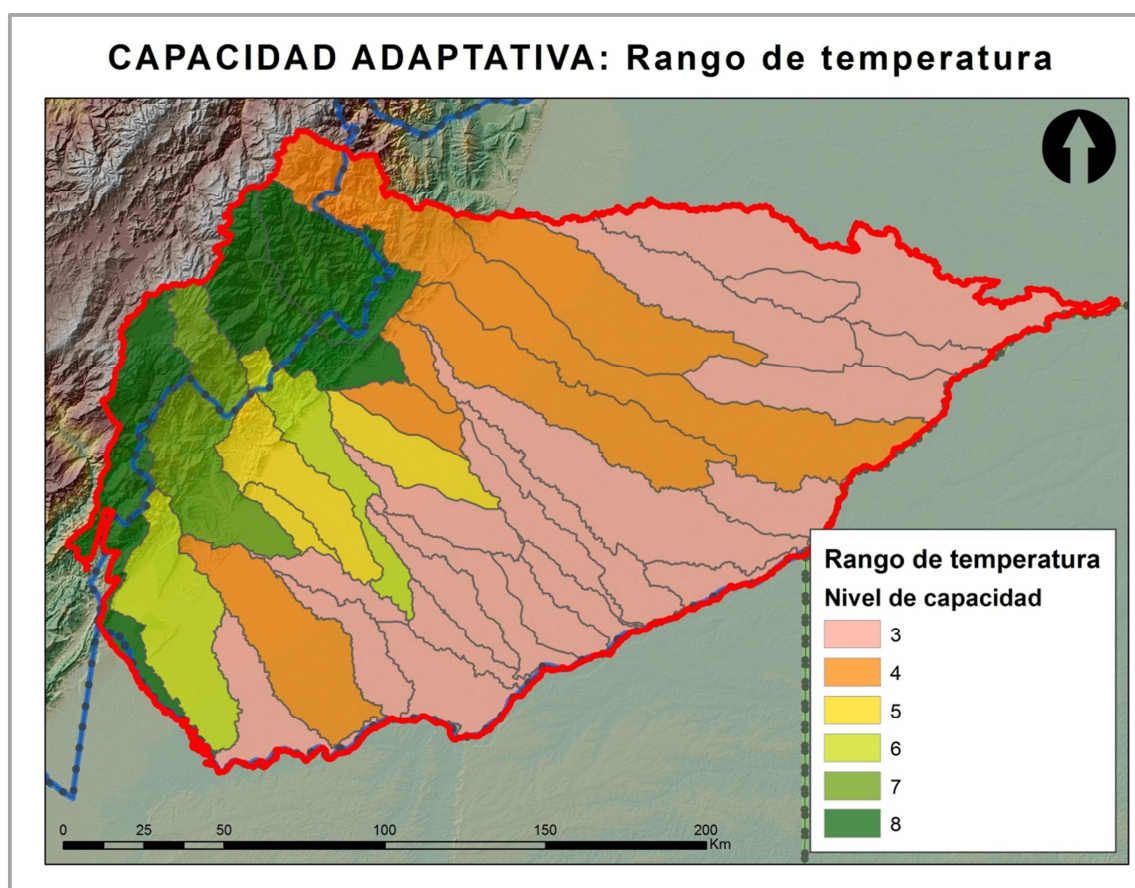 CAPACIDAD ADAPTATIVA: Rango de temperatura
Rango de temperatura
Nivel de capacidad
3
4
5
6
7
8
0 25 50 100 150 200
Km